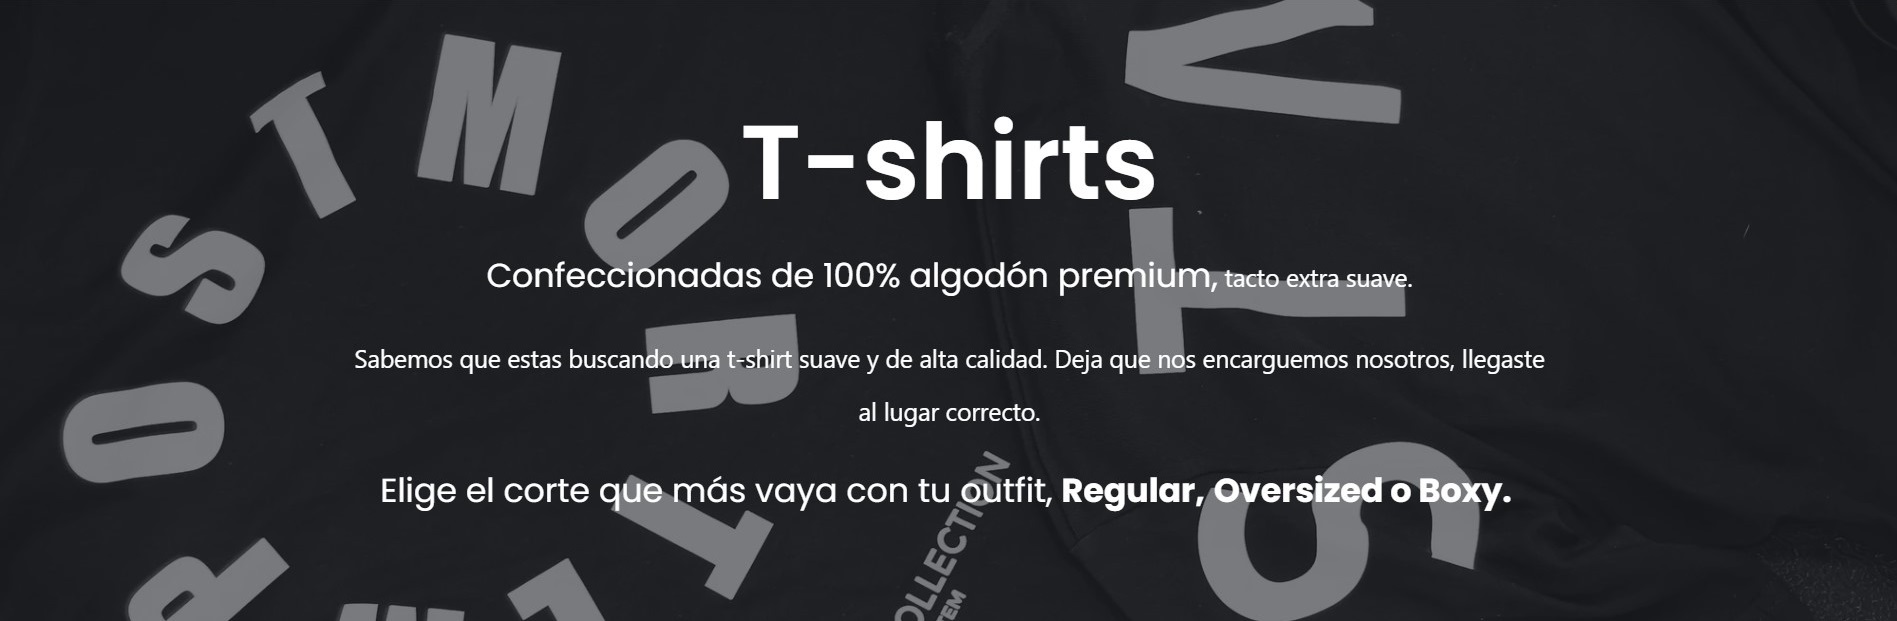 T-shirts
Confeccionadas de 100% algodón premium, tacto extra suave.
Sabemos que estas buscando una t-shirt suave y de alta calidad. Deja que nos encarguemos nosotros, llegaste
al lugar correcto.
Elige el corte que más vaya con tu outfit, Regular, Oversized o Boxy.